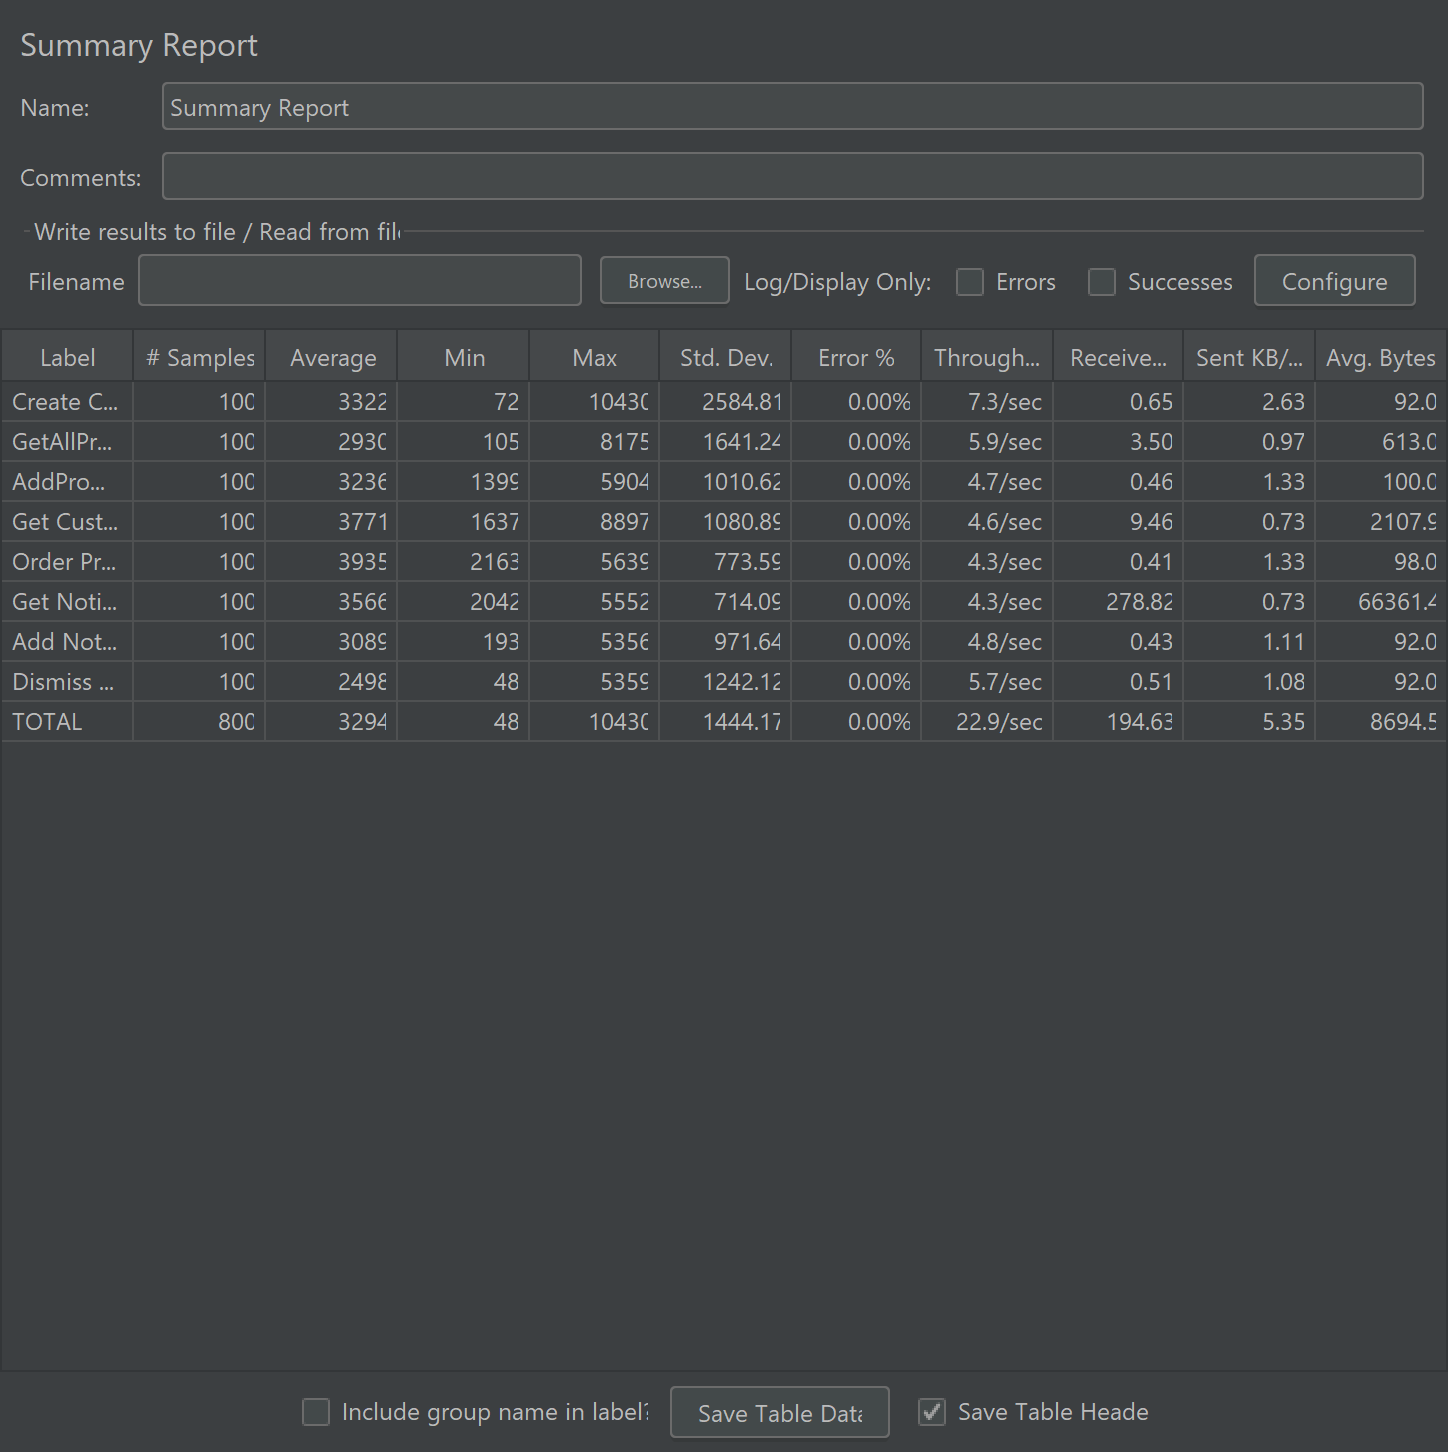 Summary Report
Name: Summary Report
Comments:
Write results to file / Read from file
Filename Browse... Log/Display Only: Errors Successes Configure
Label # Samples Average Min Max Std. Dev. Error % Through... Receive... Sent KB/... Avg. Bytes
Create C... 100 3322 72 10430 2584.81 0.00% 7.3/sec 0.65 2.63 92.0
GetAllPr... 100 2930 105 8175 1641.24 0.00% 5.9/sec 3.50 0.97 613.0
AddPro... 100 3236 1399 5904 1010.62 0.00% 4.7/sec 0.46 1.33 100.0
Get Cust... 100 3771 1637 8897 1080.89 0.00% 4.6/sec 9.46 0.73 2107.9
Order Pr... 100 3935 2163 5639 773.59 0.00% 4.3/sec 0.41 1.33 98.0
Get Noti... 100 3566 2042 5552 714.09 0.00% 4.3/sec 278.82 0.73 66361.4
Add Not... 100 3089 193 5356 971.64 0.00% 4.8/sec 0.43 1.11 92.0
Dismiss ... 100 2498 48 5359 1242.12 0.00% 5.7/sec 0.51 1.08 92.0
TOTAL 800 3294 48 10430 1444.17 0.00% 22.9/sec 194.63 5.35 8694.5
Include group name in label? Save Table Data Save Table Heade